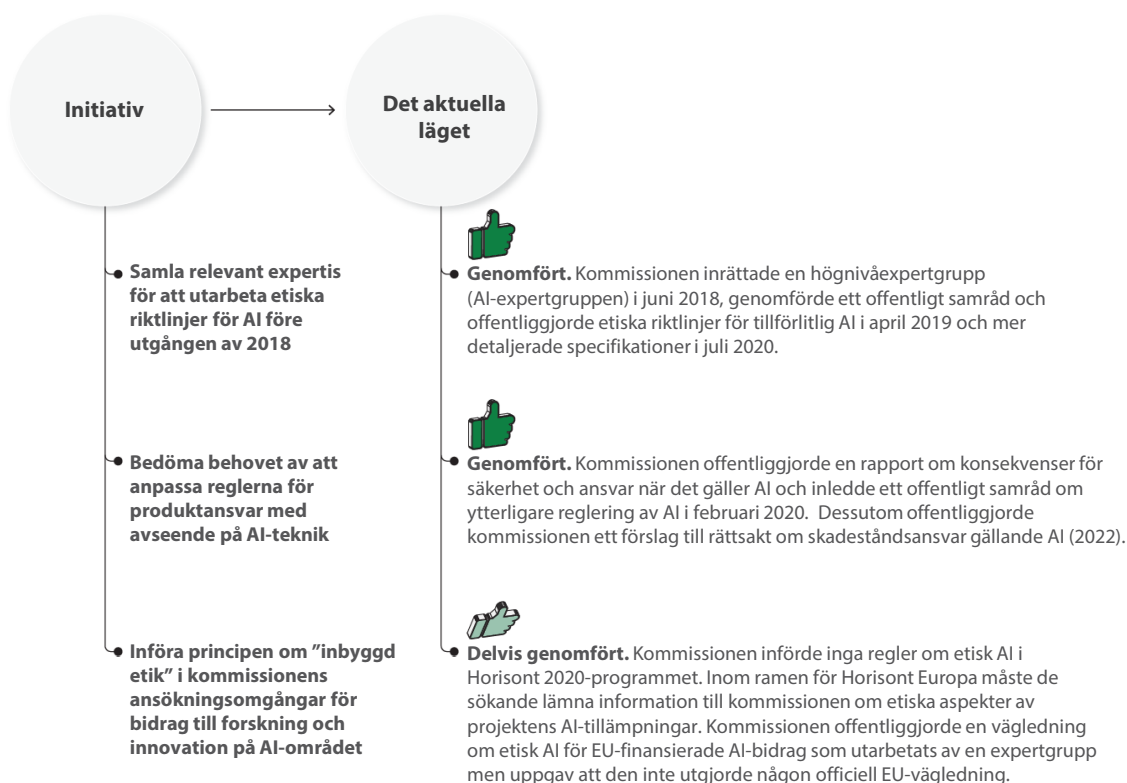 Initiativ
Det aktuella
läget
Samla relevant expertis
för att utarbeta etiska
riktlinjer för AI före
utgången av 2018
Genomfört. Kommissionen inrättade en högnivåexpertgrupp
(AI-expertgruppen) i juni 2018, genomförde ett offentligt samråd och
offentliggjorde etiska riktlinjer för tillförlitlig AI i april 2019 och mer
detaljerade specifikationer i juli 2020.
Bedöma behovet av att
anpassa reglerna för
produktansvar med
avseende på AI-teknik
Genomfört. Kommissionen offentliggjorde en rapport om konsekvenser för
säkerhet och ansvar när det gäller AI och inledde ett offentligt samråd om
ytterligare reglering av AI i februari 2020. Dessutom offentliggjorde
kommissionen ett förslag till rättsakt om skadeståndsansvar gällande AI (2022).
Införa principen om ”inbyggd
etik” i kommissionens
ansökningsomgångar för
bidrag till forskning och
innovation på AI-området
Delvis genomfört. Kommissionen införde inga regler om etisk AI i
Horisont 2020-programmet. Inom ramen för Horisont Europa måste de
sökande lämna information till kommissionen om etiska aspekter av
projektens AI-tillämpningar. Kommissionen offentliggjorde en vägledning
om etisk AI för EU-finansierade AI-bidrag som utarbetats av en expertgrupp
men uppgav att den inte utgjorde någon officiell EU-vägledning.